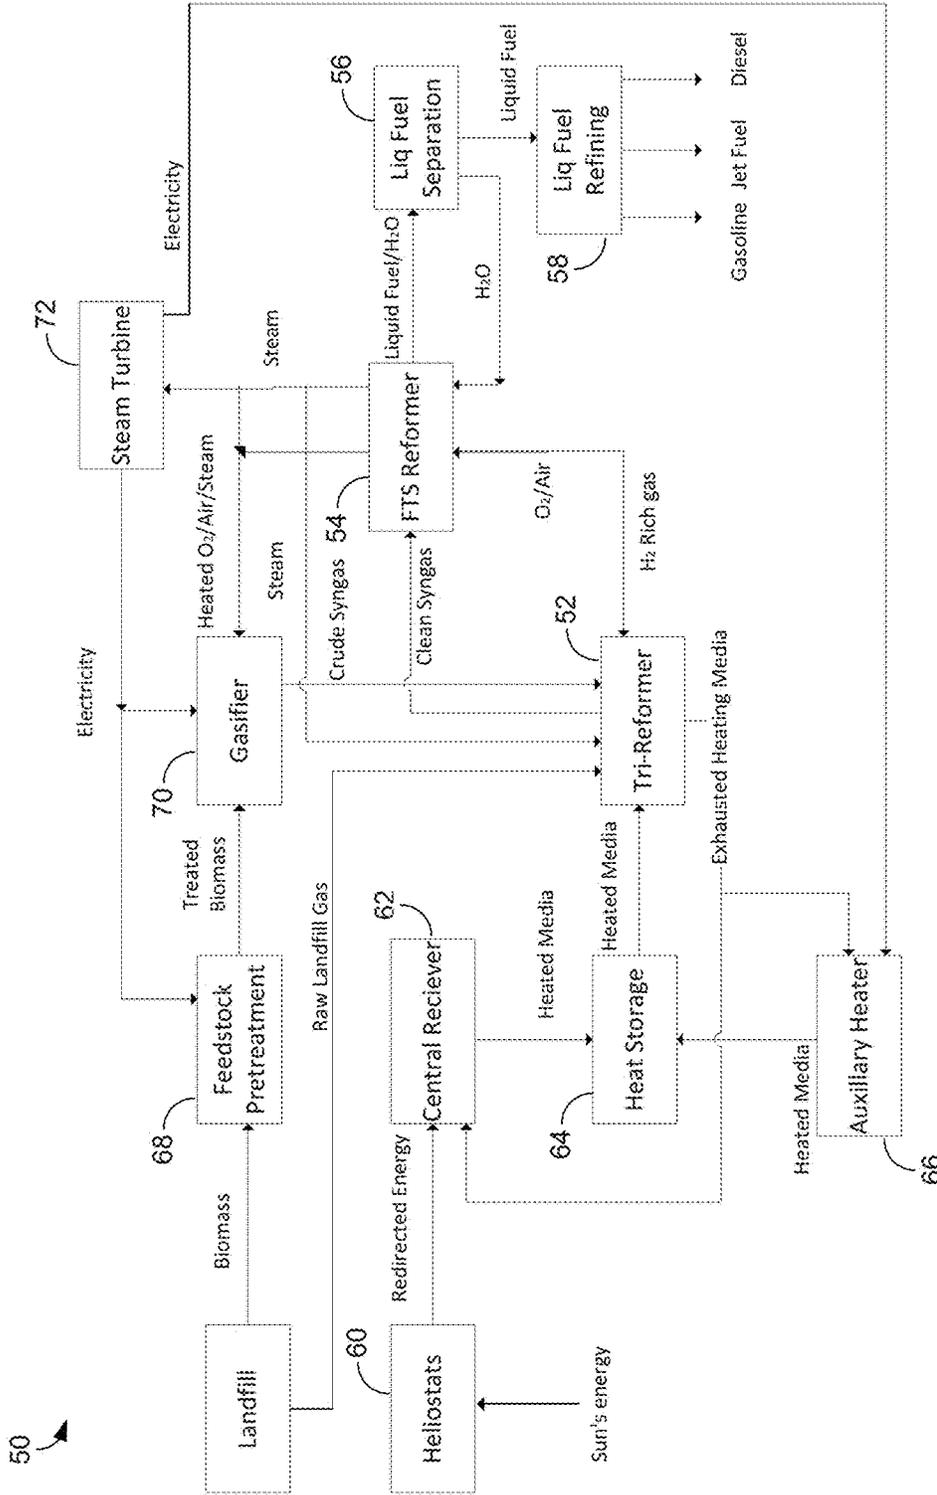 50
72
Electricity
Steam Turbine
Electricity
68
70
Treated
Biomass
Heated O2/Air/Steam
Biomass
Feedstock
Pretreatment
Gasifier
Landfill
Steam
Steam
Raw Landfill Gas
Crude Syngas
54
56
60
62
Redirected Energy
Clean Syngas
Liquid Fuel/H2O
Heliostats
Central Reciever
FTS Reformer
Liq Fuel
Separation
H2O
Liquid Fuel
Sun's energy
Heated Media
O2/Air
64
Heated Media
52
58
Heat Storage
Tri-Reformer
H2 Rich gas
Liq Fuel
Refining
Exhausted Heating Media
Gasoline
Jet Fuel
Diesel
Heated Media
Auxillary Heater
66